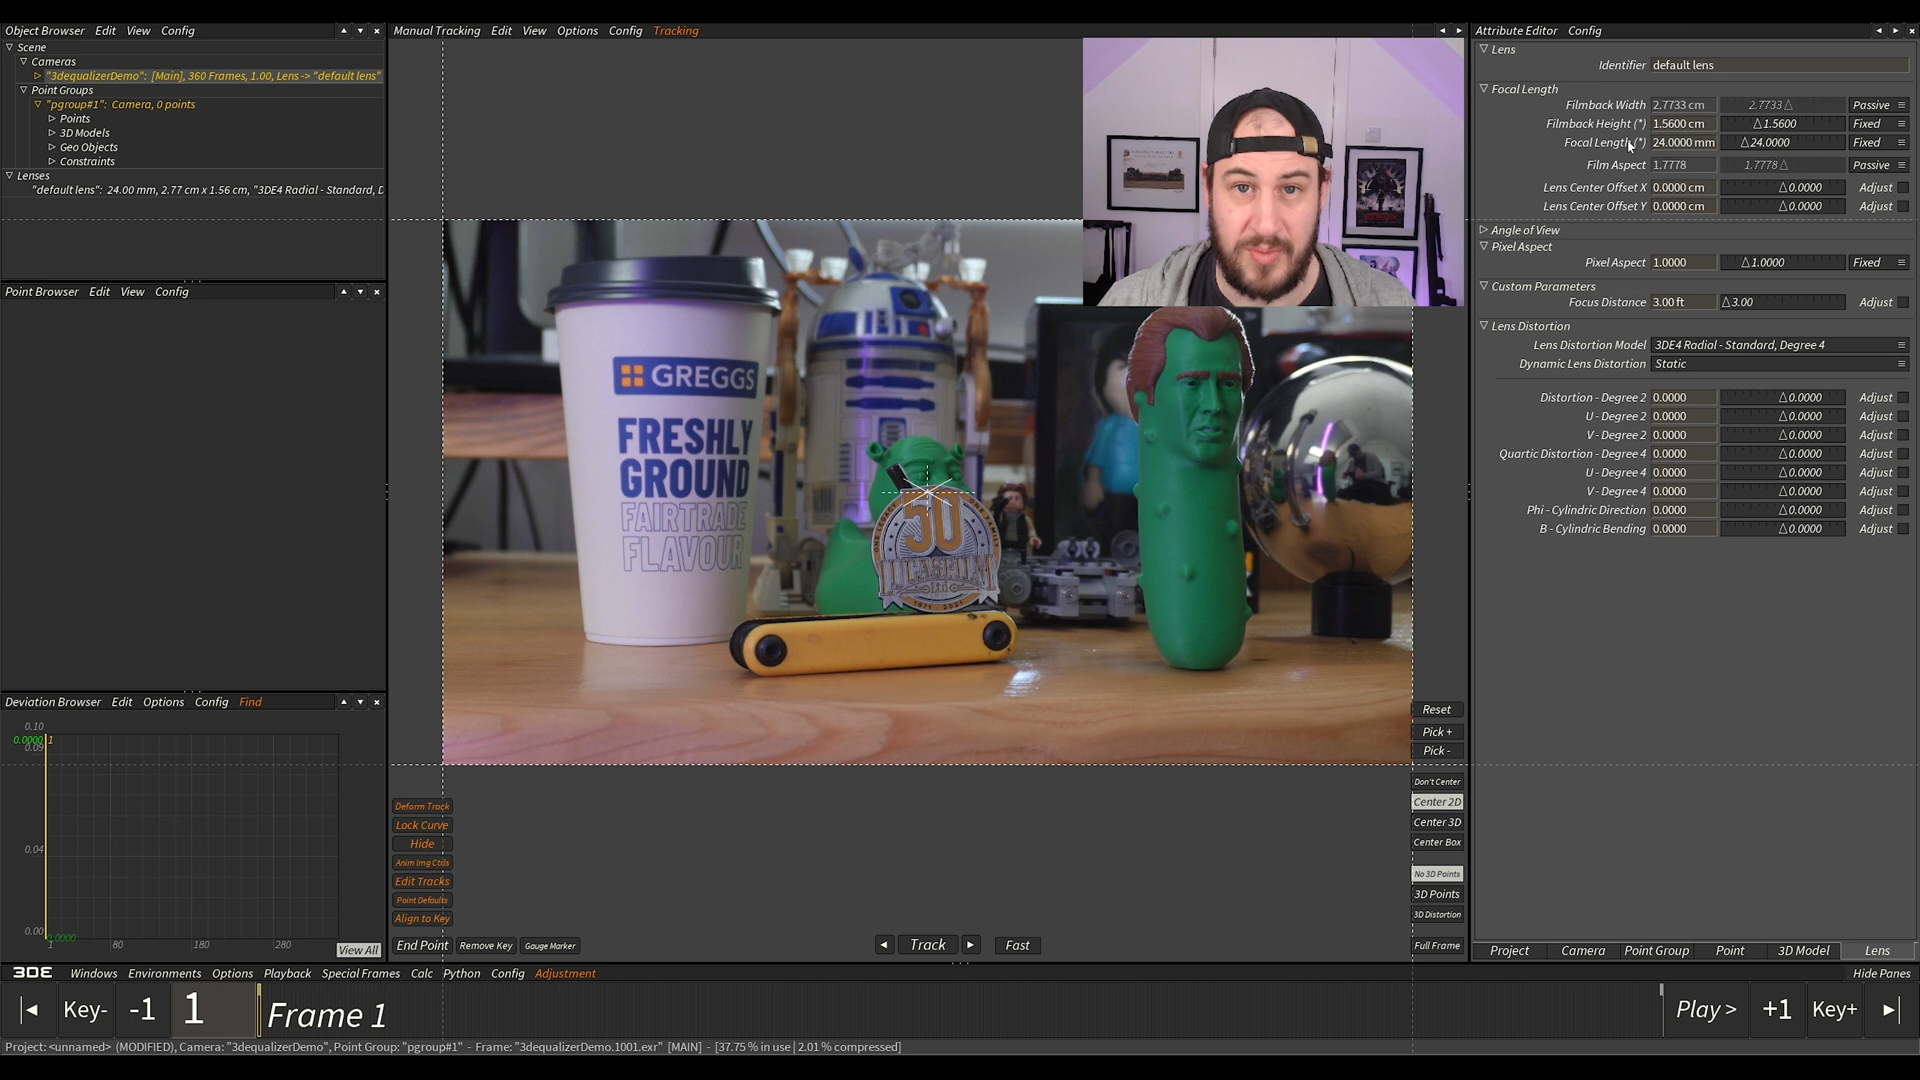 Object Browser Edit View Config
Scene
Cameras
"3dequalizerDemo": [Main], 360 Frames, 1.00, Lens -> "default lens"
Point Groups
"pgroup#1": Camera, 0 points
Points
3D Models
Geo Objects
Constraints
Lenses
"default lens": 24.00 mm, 2.77 cm x 1.56 cm, "3DE4 Radial - Standard, D
Point Browser Edit View Config
Deviation Browser Edit Options Config Find
0.10
0.0000 1
0.09
0.04
0.00
0.0000
1 80 180 280
View All
Manual Tracking Edit View Options Config Tracking
GREGGS
FRESHLY
GROUND
FAIRTRADE
FLAVOUR
50
LUCASFILM
Ltd
1971 - 2021
Deform Track
Lock Curve
Hide
Anim Img Ctrls
Edit Tracks
Point Defaults
Align to Key
End Point Remove Key Gauge Marker
Track
Fast
Reset
Pick +
Pick -
Don't Center
Center 2D
Center 3D
Center Box
No 3D Points
3D Points
3D Distortion
Full Frame
Attribute Editor Config
Lens
Identifier default lens
Focal Length
Filmback Width 2.7733 cm 2.7733 Passive
Filmback Height (*) 1.5600 cm 1.5600 Fixed
Focal Length (*) 24.0000 mm 24.0000 Fixed
Film Aspect 1.7778 1.7778 Passive
Lens Center Offset X 0.0000 cm 0.0000 Adjust
Lens Center Offset Y 0.0000 cm 0.0000 Adjust
Angle of View
Pixel Aspect
Pixel Aspect 1.0000 1.0000 Fixed
Custom Parameters
Focus Distance 3.00 ft 3.00 Adjust
Lens Distortion
Lens Distortion Model 3DE4 Radial - Standard, Degree 4
Dynamic Lens Distortion Static
Distortion - Degree 2 0.0000 0.0000 Adjust
U - Degree 2 0.0000 0.0000 Adjust
V - Degree 2 0.0000 0.0000 Adjust
Quartic Distortion - Degree 4 0.0000 0.0000 Adjust
U - Degree 4 0.0000 0.0000 Adjust
V - Degree 4 0.0000 0.0000 Adjust
Phi - Cylindric Direction 0.0000 0.0000 Adjust
B - Cylindric Bending 0.0000 0.0000 Adjust
Project Camera Point Group Point 3D Model Lens
3DE Windows Environments Options Playback Special Frames Calc Python Config Adjustment Hide Panes
Key- -1 1 Frame 1 Play > +1 Key+
Project: <unnamed> (MODIFIED), Camera: "3dequalizerDemo", Point Group: "pgroup#1" - Frame: "3dequalizerDemo.1001.exr" [MAIN] - [37.75 % in use | 2.01 % compressed]